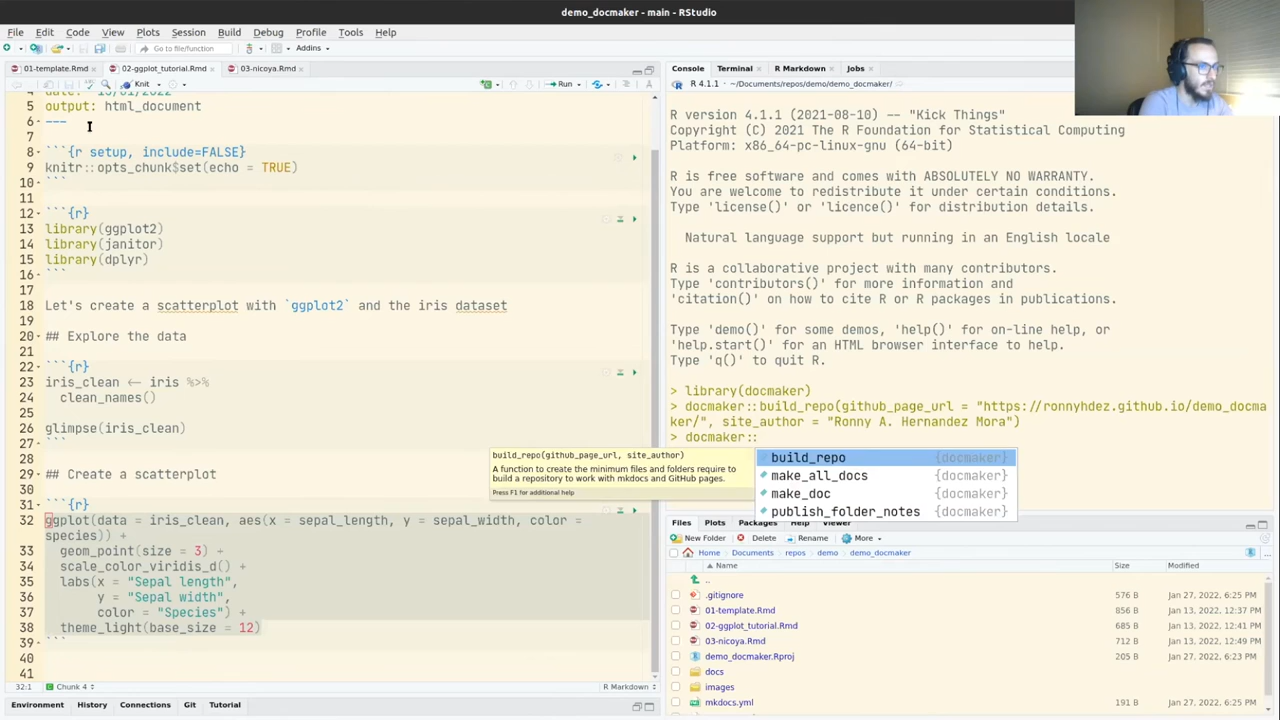 demo_docmaker - main - RStudio
File Edit Code View Plots Session Build Debug Profile Tools Help
Go to file/function Addins
01-template.Rmd 02-ggplot_tutorial.Rmd 03-nicoya.Rmd
Knit Run
5 output: html_document
6 ---
7
8 ```{r setup, include=FALSE}
9 knitr::opts_chunk$set(echo = TRUE)
10 ```
11
12 ```{r}
13 library(ggplot2)
14 library(janitor)
15 library(dplyr)
16 ```
17
18 Let's create a scatterplot with `ggplot2` and the iris dataset
19
20 ## Explore the data
21
22 ```{r}
23 iris_clean <- iris %>%
24 clean_names()
25
26 glimpse(iris_clean)
27 ```
28
29 ## Create a scatterplot
30
31 ```{r}
32 ggplot(data = iris_clean, aes(x = sepal_length, y = sepal_width, color =
species)) +
33 geom_point(size = 3) +
34 scale_color_viridis_d() +
35 labs(x = "Sepal length",
36 y = "Sepal width",
37 color = "Species") +
38 theme_light(base_size = 12)
39 ```
40
41
32:1 Chunk 4 R Markdown
Environment History Connections Git Tutorial
Console Terminal R Markdown Jobs
R 4.1.1 · ~/Documents/repos/demo/demo_docmaker/
R version 4.1.1 (2021-08-10) -- "Kick Things"
Copyright (C) 2021 The R Foundation for Statistical Computing
Platform: x86_64-pc-linux-gnu (64-bit)
R is free software and comes with ABSOLUTELY NO WARRANTY.
You are welcome to redistribute it under certain conditions.
Type 'license()' or 'licence()' for distribution details.
Natural language support but running in an English locale
R is a collaborative project with many contributors.
Type 'contributors()' for more information and
'citation()' on how to cite R or R packages in publications.
Type 'demo()' for some demos, 'help()' for on-line help, or
'help.start()' for an HTML browser interface to help.
Type 'q()' to quit R.
> library(docmaker)
> docmaker::build_repo(github_page_url = "https://ronnyhdez.github.io/demo_docma
ker/", site_author = "Ronny A. Hernandez Mora")
> docmaker::
build_repo(github_page_url, site_author)
A function to create the minimum files and folders require to
build a repository to work with mkdocs and GitHub pages.
Press F1 for additional help
build_repo {docmaker}
make_all_docs {docmaker}
make_doc {docmaker}
publish_folder_notes {docmaker}
Files Plots Packages Help Viewer
New Folder Delete Rename More
Home Documents repos demo demo_docmaker
Name Size Modified
..
.gitignore 576 B Jan 27, 2022, 6:25 PM
01-template.Rmd 856 B Jan 13, 2022, 12:37 PM
02-ggplot_tutorial.Rmd 685 B Jan 13, 2022, 12:44 PM
03-nicoya.Rmd 712 B Jan 13, 2022, 12:49 PM
demo_docmaker.Rproj 205 B Jan 27, 2022, 6:23 PM
docs
images
mkdocs.yml 702 B Jan 27, 2022, 6:25 PM